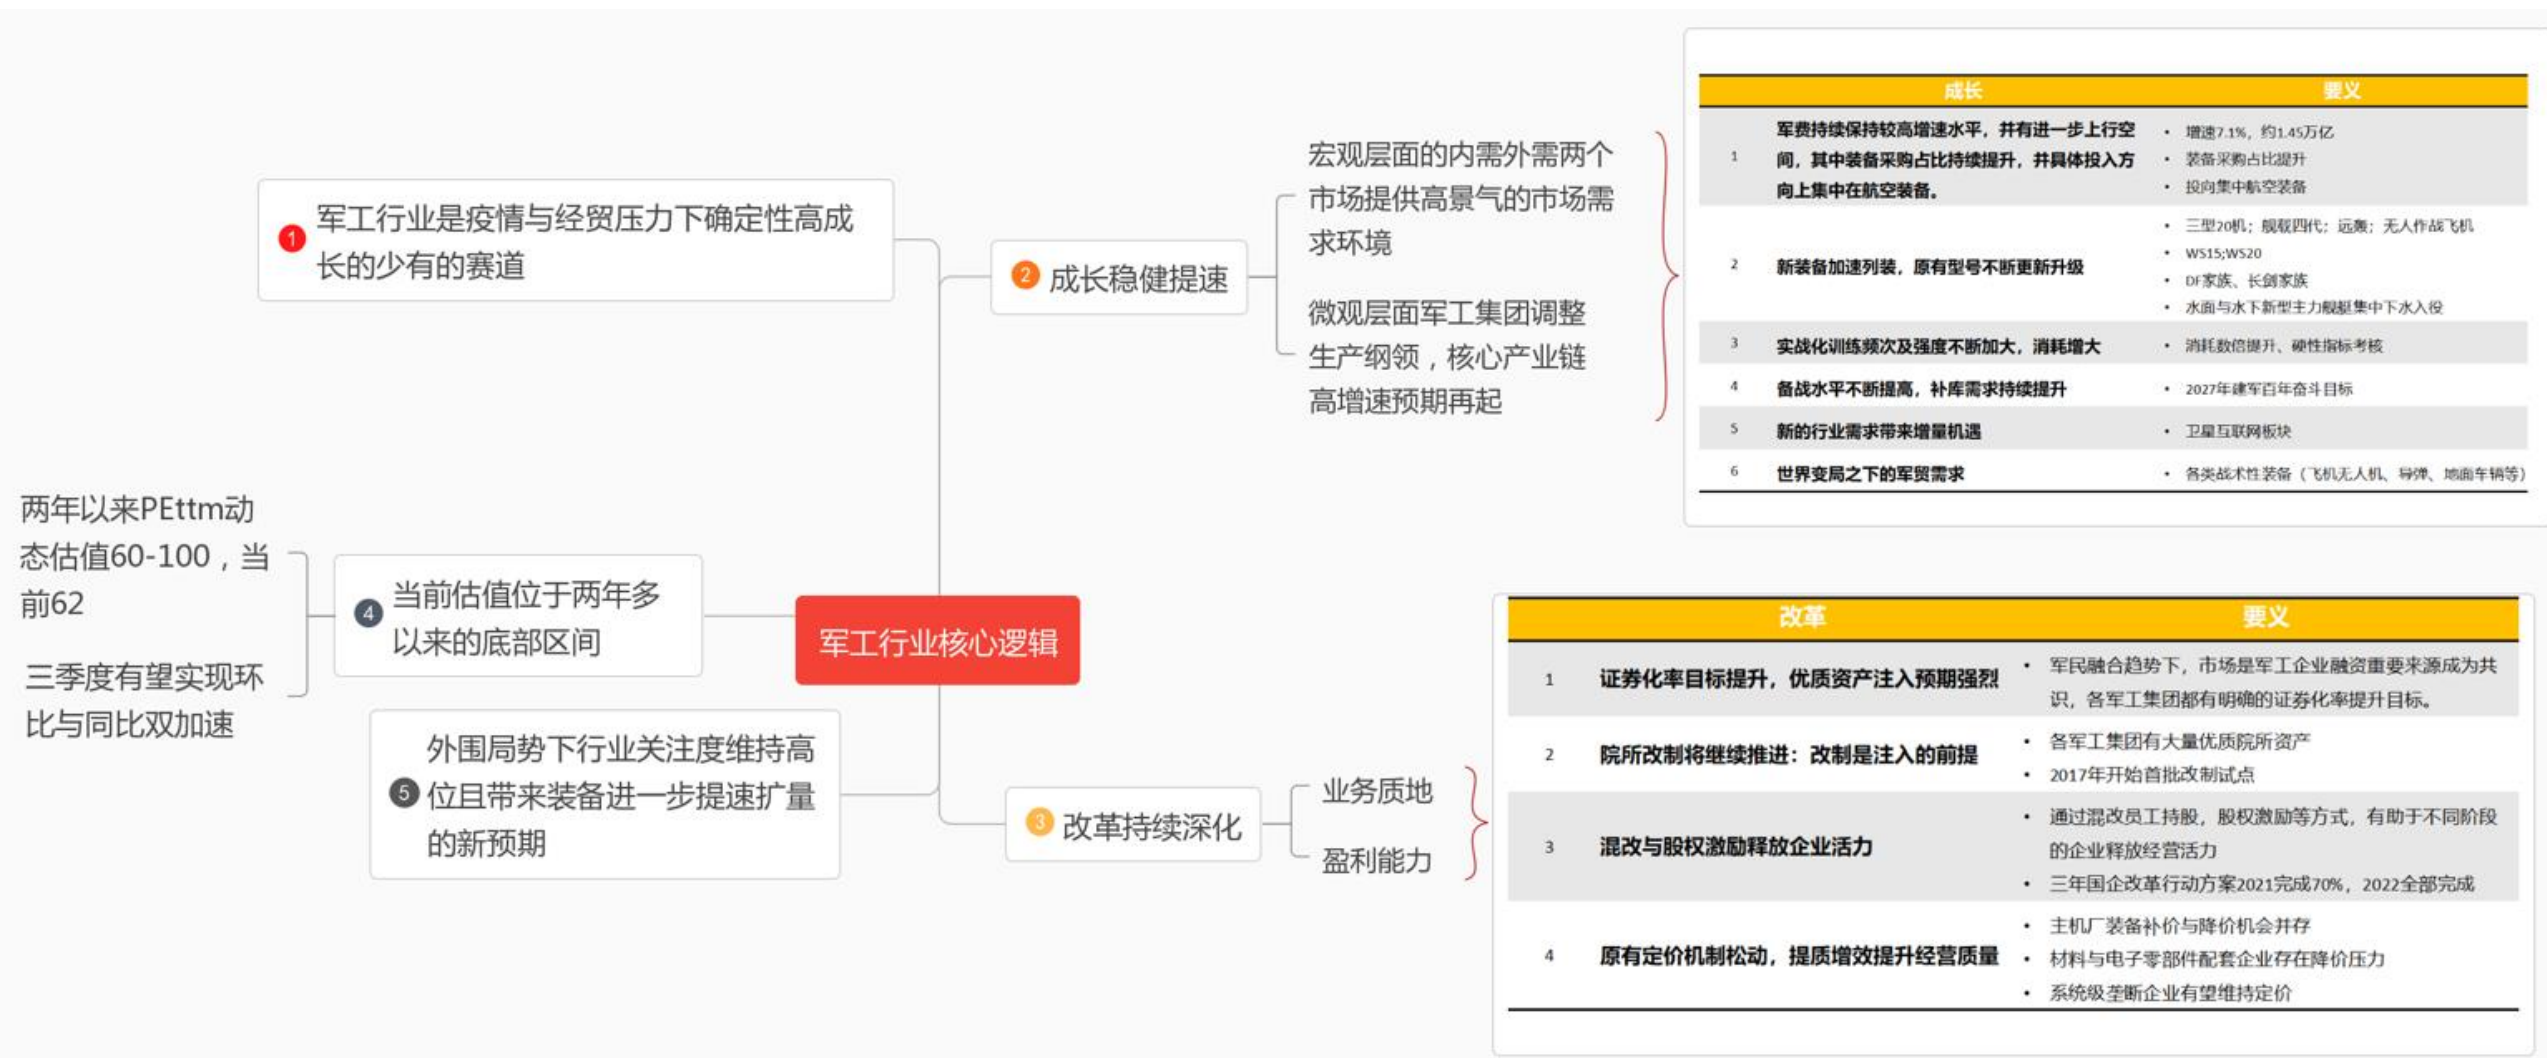 军工行业核心逻辑
1
军工行业是疫情与经贸压力下确定性高成
长的少有的赛道
2
成长稳健提速
宏观层面的内需外需两个
市场提供高景气的市场需
求环境
微观层面军工集团调整
生产纲领，核心产业链
高增速预期再起
成长 要义
1 军费持续保持较高增速水平，并有进一步上行空
间，其中装备采购占比持续提升，并具体投入方
向上集中在航空装备。
• 增速7.1%，约1.45万亿
• 装备采购占比提升
• 投向集中航空装备
2 新装备加速列装，原有型号不断更新升级
• 三型20机；舰载四代；远轰；无人作战飞机
• WS15;WS20
• DF家族、长剑家族
• 水面与水下新型主力舰艇集中下水入役
3 实战化训练频次及强度不断加大，消耗增大
• 消耗数倍提升、硬性指标考核
4 备战水平不断提高，补库需求持续提升
• 2027年建军百年奋斗目标
5 新的行业需求带来增量机遇
• 卫星互联网板块
6 世界变局之下的军贸需求
• 各类战术性装备（飞机无人机、导弹、地面车辆等）
3
改革持续深化
业务质地
盈利能力
改革 要义
1 证券化率目标提升，优质资产注入预期强烈
• 军民融合趋势下，市场是军工企业融资重要来源成为共
识，各军工集团都有明确的证券化率提升目标。
2 院所改制将继续推进：改制是注入的前提
• 各军工集团有大量优质院所资产
• 2017年开始首批改制试点
3 混改与股权激励释放企业活力
• 通过混改员工持股，股权激励等方式，有助于不同阶段
的企业释放经营活力
• 三年国企改革行动方案2021完成70%，2022全部完成
4 原有定价机制松动，提质增效提升经营质量
• 主机厂装备补价与降价机会并存
• 材料与电子零部件配套企业存在降价压力
• 系统级垄断企业有望维持定价
4
当前估值位于两年多
以来的底部区间
两年以来PEttm动
态估值60-100，当
前62
三季度有望实现环
比与同比双加速
5
外围局势下行业关注度维持高
位且带来装备进一步提速扩量
的新预期